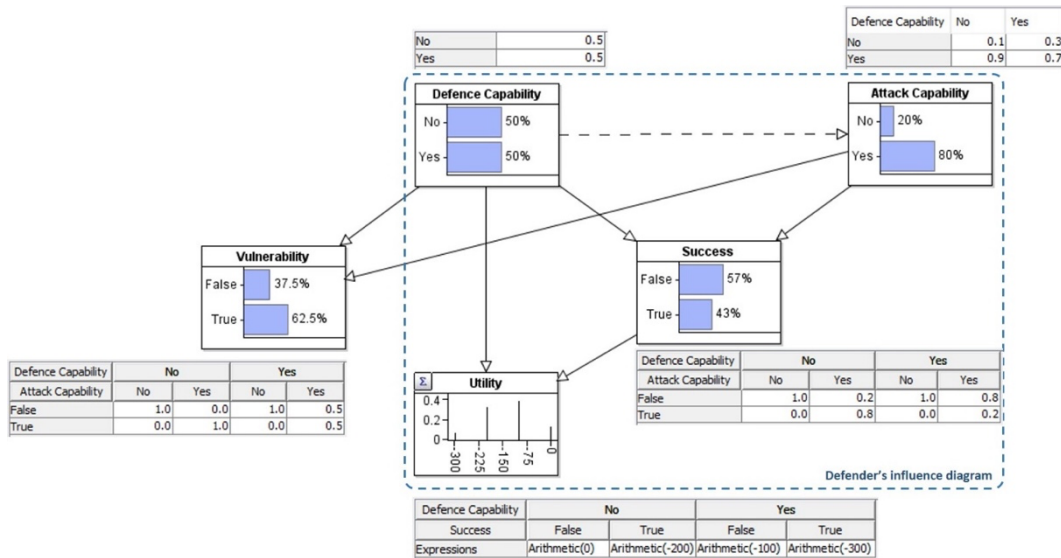 Defence Capability No Yes
No 0.1 0.3
Yes 0.9 0.7
No 0.5
Yes 0.5
Defence Capability
No 50%
Yes 50%
Attack Capability
No 20%
Yes 80%
Vulnerability
False 37.5%
True 62.5%
Success
False 57%
True 43%
Defence Capability No Yes
Attack Capability No Yes No Yes
False 1.0 0.0 1.0 0.5
True 0.0 1.0 0.0 0.5
Σ Utility
0.4
0.2
0
-300 -225 -150 -75 0
Defence Capability No Yes
Attack Capability No Yes No Yes
False 1.0 0.2 1.0 0.8
True 0.0 0.8 0.0 0.2
Defender's influence diagram
Defence Capability No Yes
Success False True False True
Expressions Arithmetic(0) Arithmetic(-200) Arithmetic(-100) Arithmetic(-300)